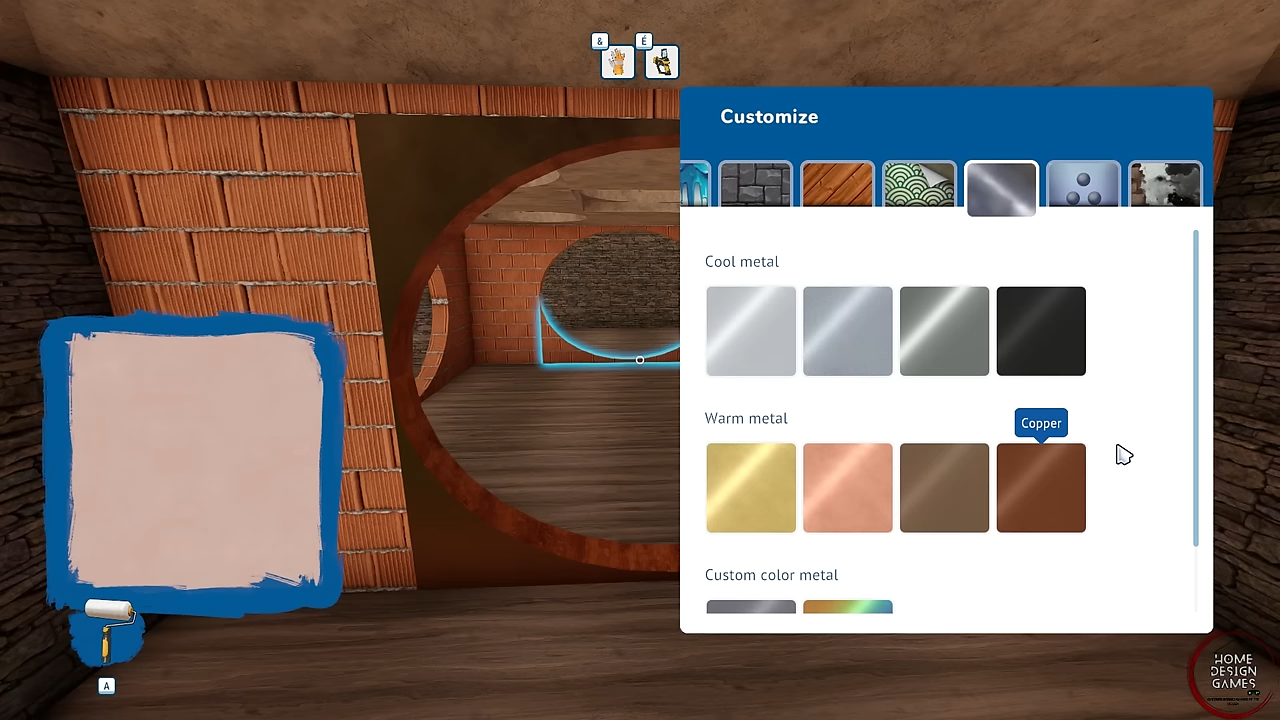 & É
Customize
Cool metal
Warm metal
Copper
Custom color metal
A
HOME
DESIGN
GAMES